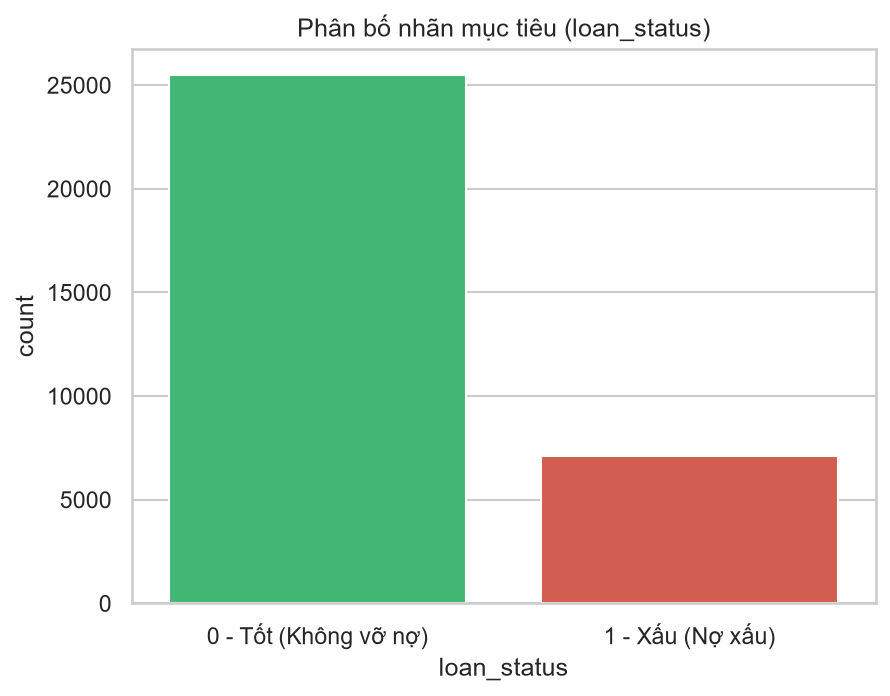 Phân bố nhãn mục tiêu (loan_status)
25000
20000
15000
10000
5000
0
count
0 - Tốt (Không vỡ nợ)
1 - Xấu (Nợ xấu)
loan_status